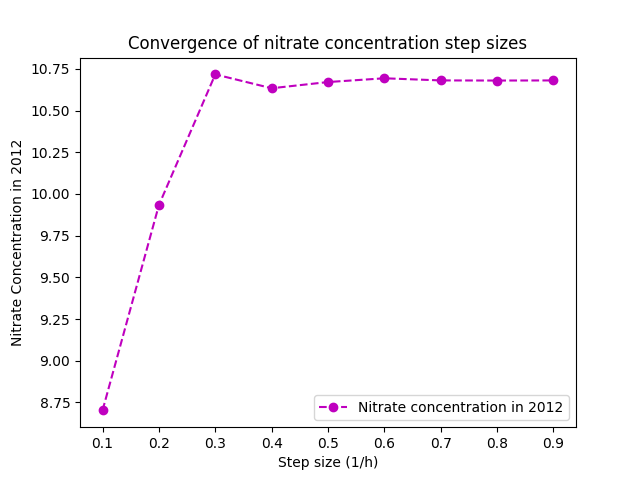 Convergence of nitrate concentration step sizes
Nitrate Concentration in 2012
10.75
10.50
10.25
10.00
9.75
9.50
9.25
9.00
8.75
Nitrate concentration in 2012
0.1 0.2 0.3 0.4 0.5 0.6 0.7 0.8 0.9
Step size (1/h)